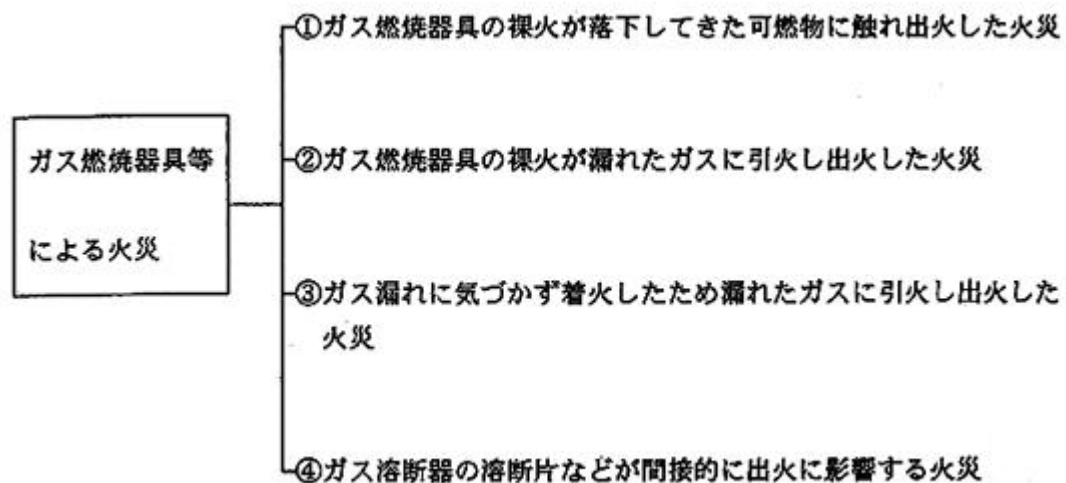 ①ガス燃焼器具の裸火が落下してきた可燃物に触れ出火した火災
ガス燃焼器具等
による火災
②ガス燃焼器具の裸火が漏れたガスに引火し出火した火災
③ガス漏れに気づかず着火したため漏れたガスに引火し出火した
火災
④ガス溶断器の溶断片などが間接的に出火に影響する火災